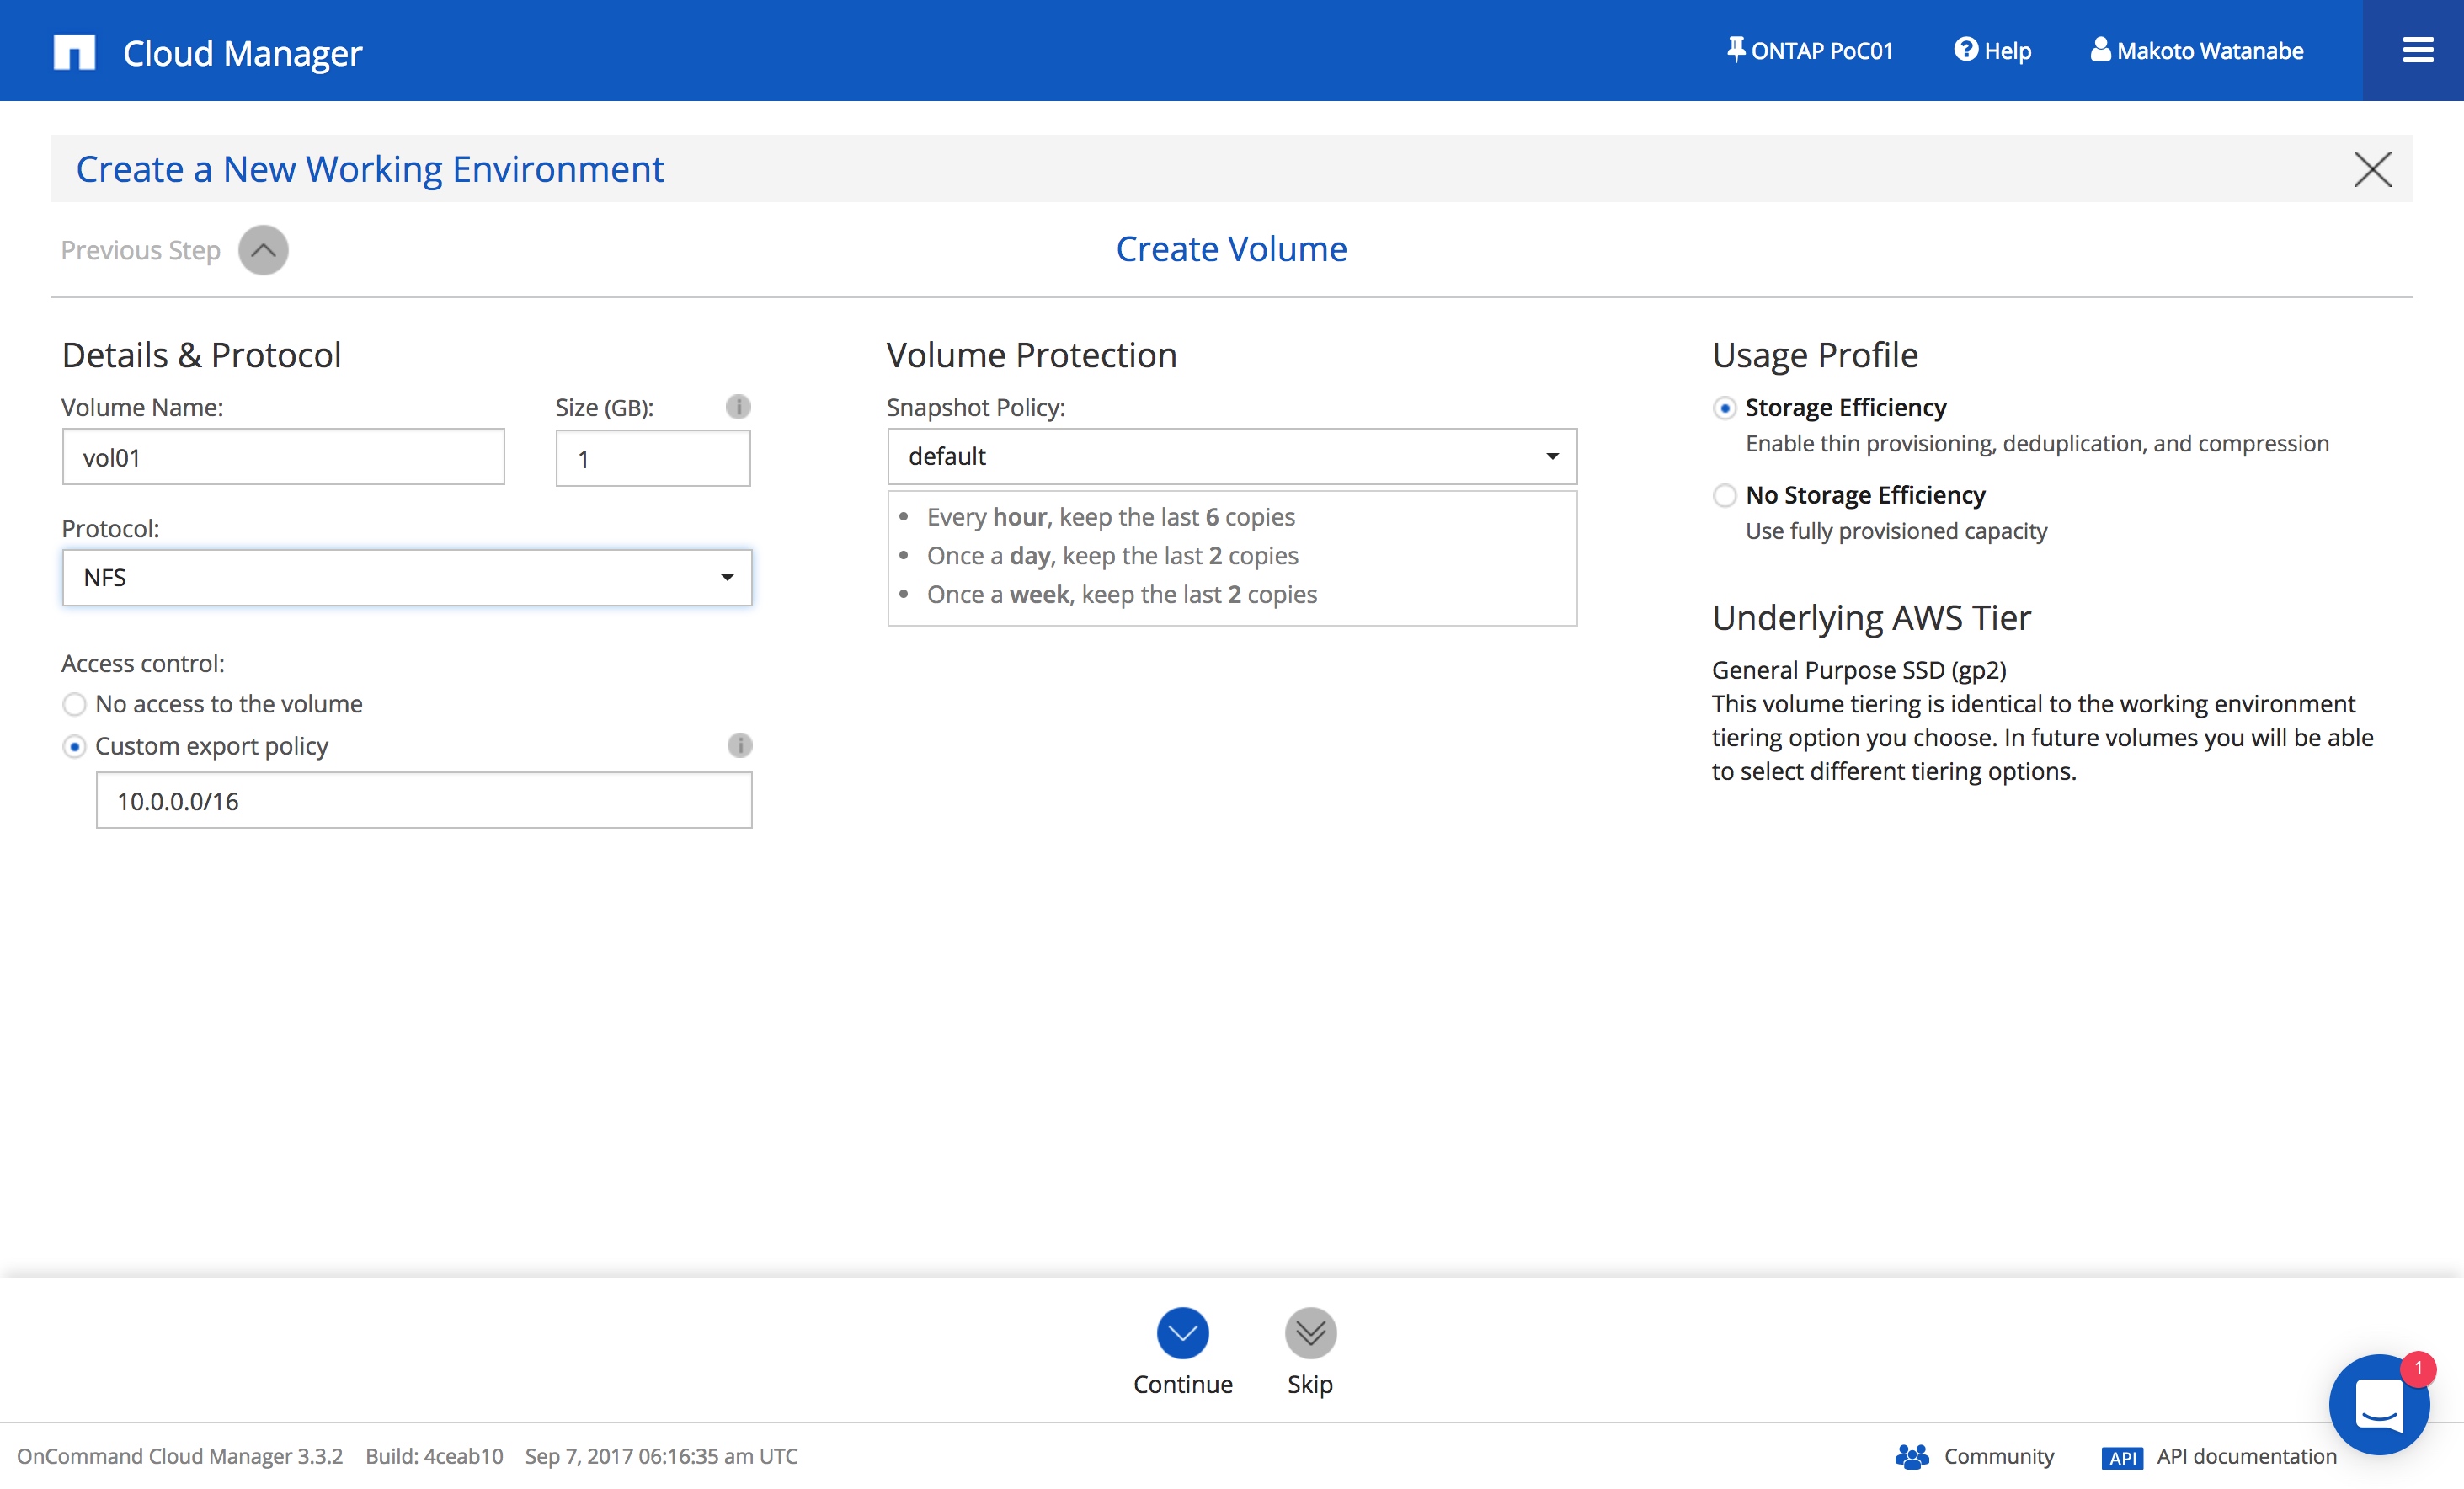 Cloud Manager
ONTAP PoC01
Help
Makoto Watanabe
Create a New Working Environment
Previous Step
Create Volume
Details & Protocol
Volume Name:
Size (GB):
vol01
1
Protocol:
NFS
Access control:
No access to the volume
Custom export policy
10.0.0.0/16
Volume Protection
Snapshot Policy:
default
• Every hour, keep the last 6 copies
• Once a day, keep the last 2 copies
• Once a week, keep the last 2 copies
Usage Profile
Storage Efficiency
Enable thin provisioning, deduplication, and compression
No Storage Efficiency
Use fully provisioned capacity
Underlying AWS Tier
General Purpose SSD (gp2)
This volume tiering is identical to the working environment
tiering option you choose. In future volumes you will be able
to select different tiering options.
Continue
Skip
1
OnCommand Cloud Manager 3.3.2 Build: 4ceab10 Sep 7, 2017 06:16:35 am UTC
Community
API API documentation